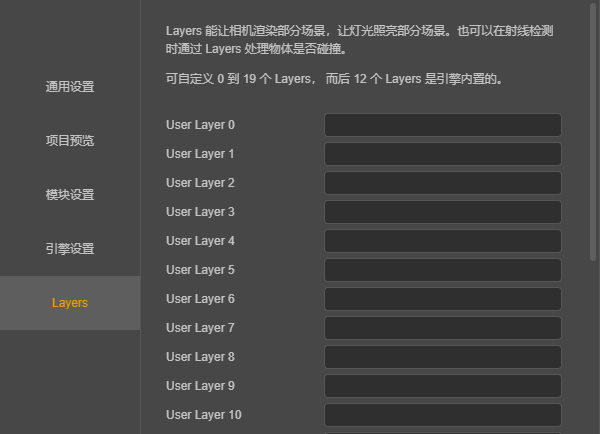 Layers 能让相机渲染部分场景，让灯光照亮部分场景。也可以在射线检测
时通过 Layers 处理物体是否碰撞。
可自定义 0 到 19 个 Layers， 而后 12 个 Layers 是引擎内置的。
通用设置
项目预览
模块设置
引擎设置
Layers
User Layer 0
User Layer 1
User Layer 2
User Layer 3
User Layer 4
User Layer 5
User Layer 6
User Layer 7
User Layer 8
User Layer 9
User Layer 10